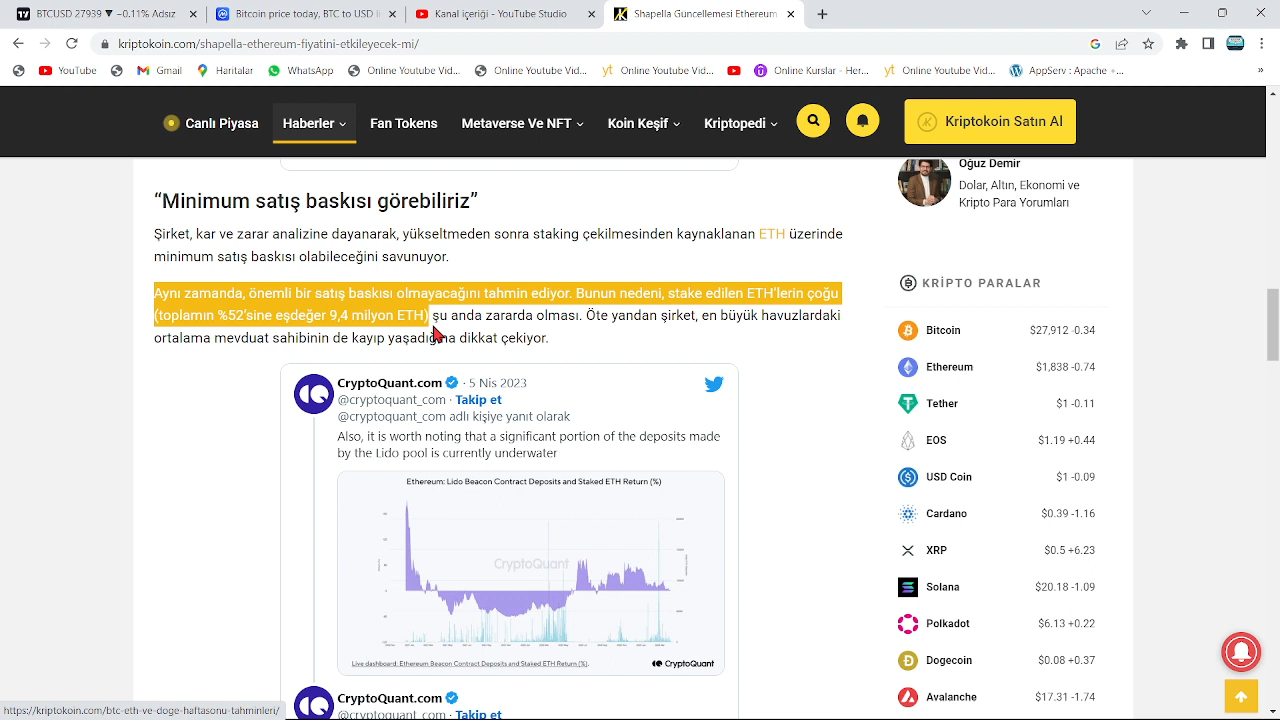 BTCUSD 27939 ▼ −0.11% Adsız
Bitcoin price today, BTC to USD li
Kanal içeriği - YouTube Studio
Shapella Güncellemesi Ethereum
kriptokoin.com/shapella-ethereum-fiyatini-etkileyecek-mi/
YouTube
Gmail
Haritalar
WhatsApp
Online Youtube Vid...
Online Youtube Vid...
Online Youtube Vid...
Online Kurslar - Her...
Online Youtube Vid...
AppServ : Apache +...
»
Canlı Piyasa
Haberler
Fan Tokens
Metaverse Ve NFT
Koin Keşif
Kriptopedi
Kriptokoin Satın Al
“Minimum satış baskısı görebiliriz”
Şirket, kar ve zarar analizine dayanarak, yükseltmeden sonra staking çekilmesinden kaynaklanan ETH üzerinde
minimum satış baskısı olabileceğini savunuyor.
Aynı zamanda, önemli bir satış baskısı olmayacağını tahmin ediyor. Bunun nedeni, stake edilen ETH’lerin çoğu
(toplamın %52’sine eşdeğer 9,4 milyon ETH) şu anda zararda olması. Öte yandan şirket, en büyük havuzlardaki
ortalama mevduat sahibinin de kayıp yaşadığına dikkat çekiyor.
CryptoQuant.com · 5 Nis 2023
@cryptoquant_com · Takip et
@cryptoquant_com adlı kişiye yanıt olarak
Also, it is worth noting that a significant portion of the deposits made
by the Lido pool is currently underwater
Ethereum: Lido Beacon Contract Deposits and Staked ETH Return (%)
CryptoQuant
Live dashboard: Ethereum Beacon Contract Deposits and Staked ETH Return (%).
CryptoQuant
CryptoQuant.com
@cryptoquant_com · Takip et
Oğuz Demir
Dolar, Altın, Ekonomi ve
Kripto Para Yorumları
KRİPTO PARALAR
Bitcoin $27,912 -0.34
Ethereum $1,838 -0.74
Tether $1 -0.11
EOS $1.19 +0.44
USD Coin $1 -0.09
Cardano $0.39 -1.16
XRP $0.5 +6.23
Solana $20.18 -1.09
Polkadot $6.13 +0.22
Dogecoin $0.08 +0.37
Avalanche $17.31 -1.74
https://kriptokoin.com/btc-eth-ve-doge-haftasonu-tahminleri/